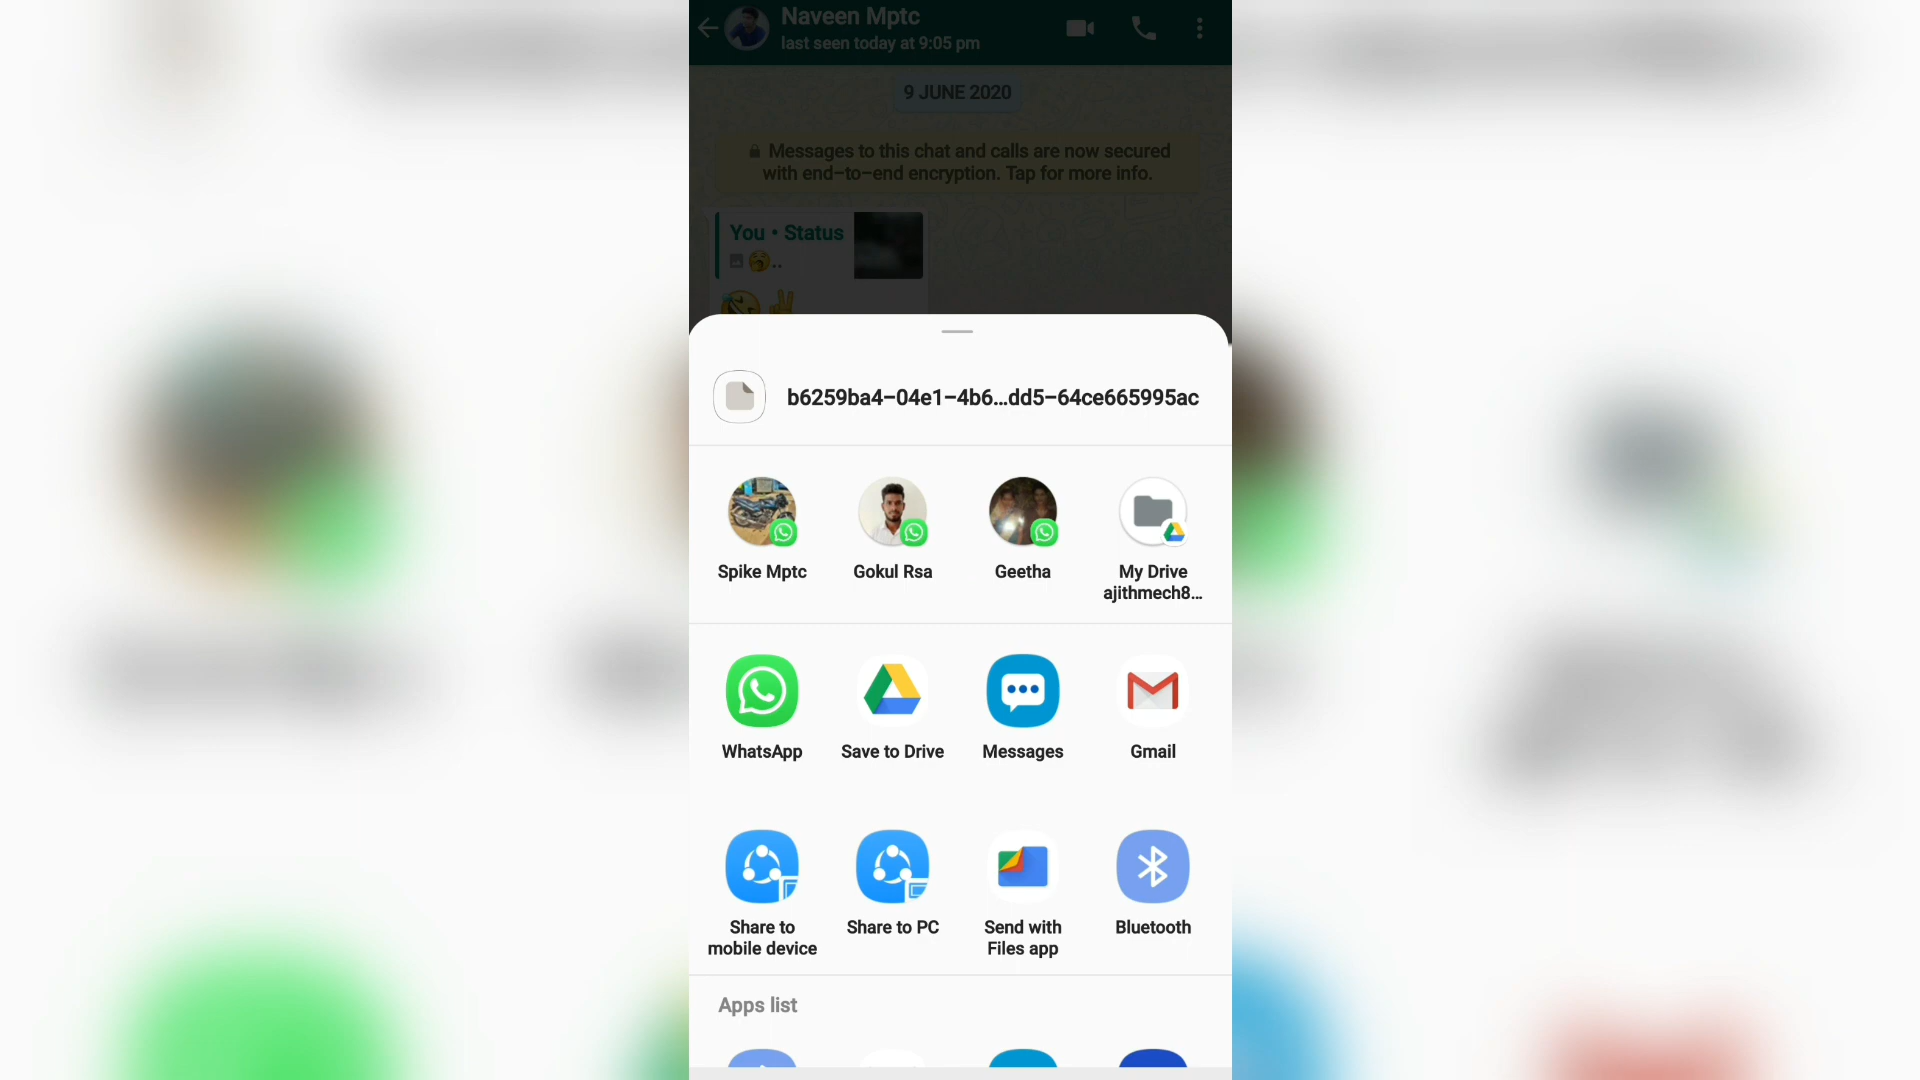 Naveen Mptc
last seen today at 9:05 pm
9 JUNE 2020
Messages to this chat and calls are now secured
with end-to-end encryption. Tap for more info.
You • Status
..
b6259ba4-04e1-4b6...dd5-64ce665995ac
Spike Mptc
Gokul Rsa
Geetha
My Drive
ajithmech8...
WhatsApp
Save to Drive
Messages
Gmail
Share to
mobile device
Share to PC
Send with
Files app
Bluetooth
Apps list